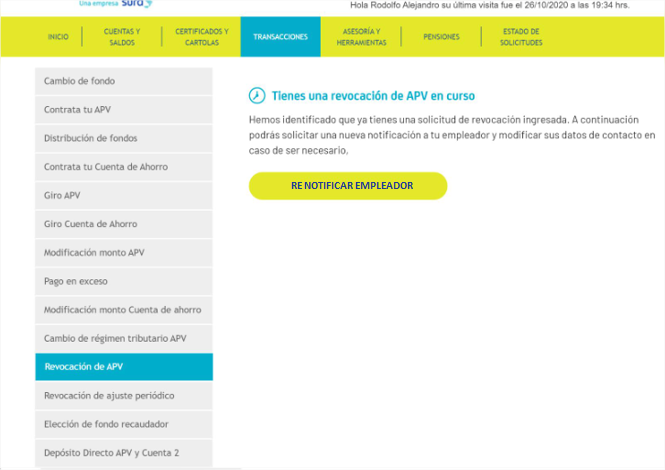 Una empresa sura
Hola Rodolfo Alejandro su última visita fue el 26/10/2020 a las 19:34 hrs.
INICIO
CUENTAS Y
SALDOS
CERTIFICADOS Y
CARTOLAS
TRANSACCIONES
ASESORÍA Y
HERRAMIENTAS
PENSIONES
ESTADO DE
SOLICITUDES
Cambio de fondo
Contrata tu APV
Distribución de fondos
Contrata tu Cuenta de Ahorro
Giro APV
Giro Cuenta de Ahorro
Modificación monto APV
Pago en exceso
Modificación monto Cuenta de ahorro
Cambio de régimen tributario APV
Revocación de APV
Revocación de ajuste periódico
Elección de fondo recaudador
Depósito Directo APV y Cuenta 2
Tienes una revocación de APV en curso
Hemos identificado que ya tienes una solicitud de revocación ingresada. A continuación
podrás solicitar una nueva notificación a tu empleador y modificar sus datos de contacto en
caso de ser necesario.
RE NOTIFICAR EMPLEADOR